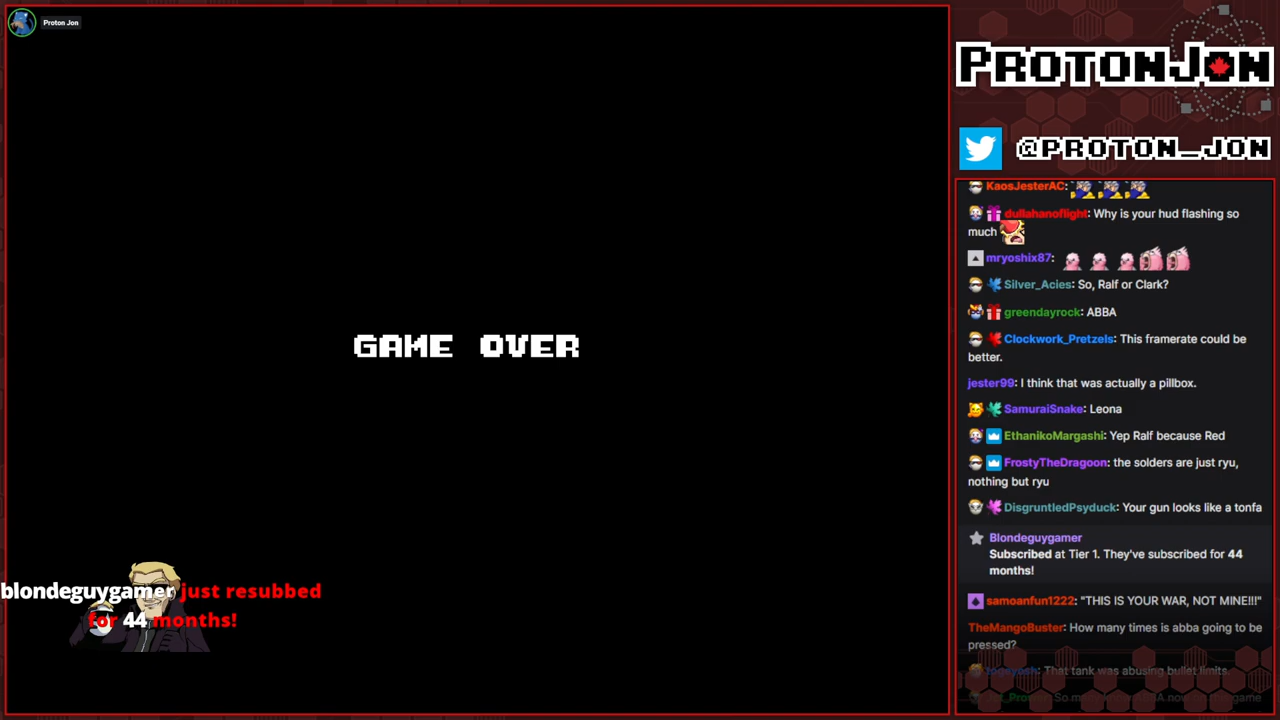 Proton Jon
PROTONJON
@PROTON_JON
GAME OVER
blondeguygamer just resubbed
for 44 months!
KaosJesterAC:
dullahanoflight: Why is your hud flashing so
much
mryoshix87:
Silver_Acies: So, Ralf or Clark?
greendayrock: ABBA
Clockwork_Pretzels: This framerate could be
better.
jester99: I think that was actually a pillbox.
SamuraiSnake: Leona
EthanikoMargashi: Yep Ralf because Red
FrostyTheDragoon: the solders are just ryu,
nothing but ryu
DisgruntledPsyduck: Your gun looks like a tonfa
Blondeguygamer
Subscribed at Tier 1. They've subscribed for 44
months!
samoanfun1222: "THIS IS YOUR WAR, NOT MINE!!!"
TheMangoBuster: How many times is abba going to be
pressed?
That tank was abusing bullet limits.